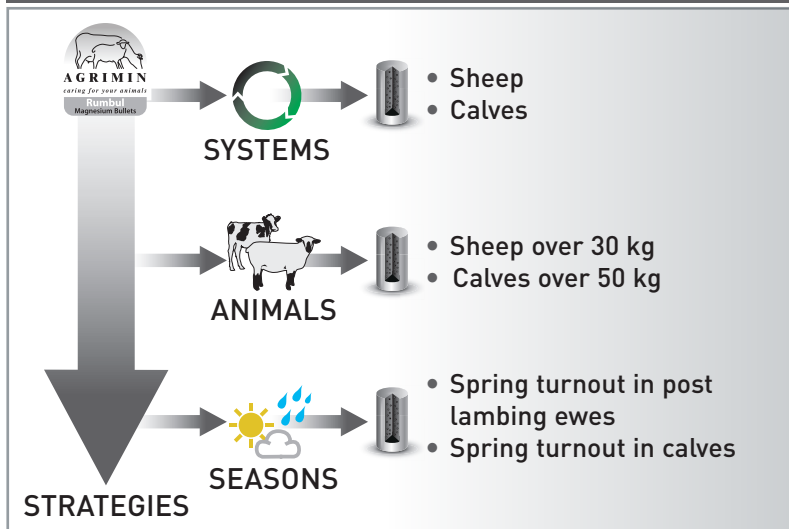 AGRIMIN
caring for your animals
Rumbul
Magnesium Bullets
SYSTEMS
• Sheep
• Calves
ANIMALS
• Sheep over 30 kg
• Calves over 50 kg
SEASONS
• Spring turnout in post
lambing ewes
• Spring turnout in calves
STRATEGIES